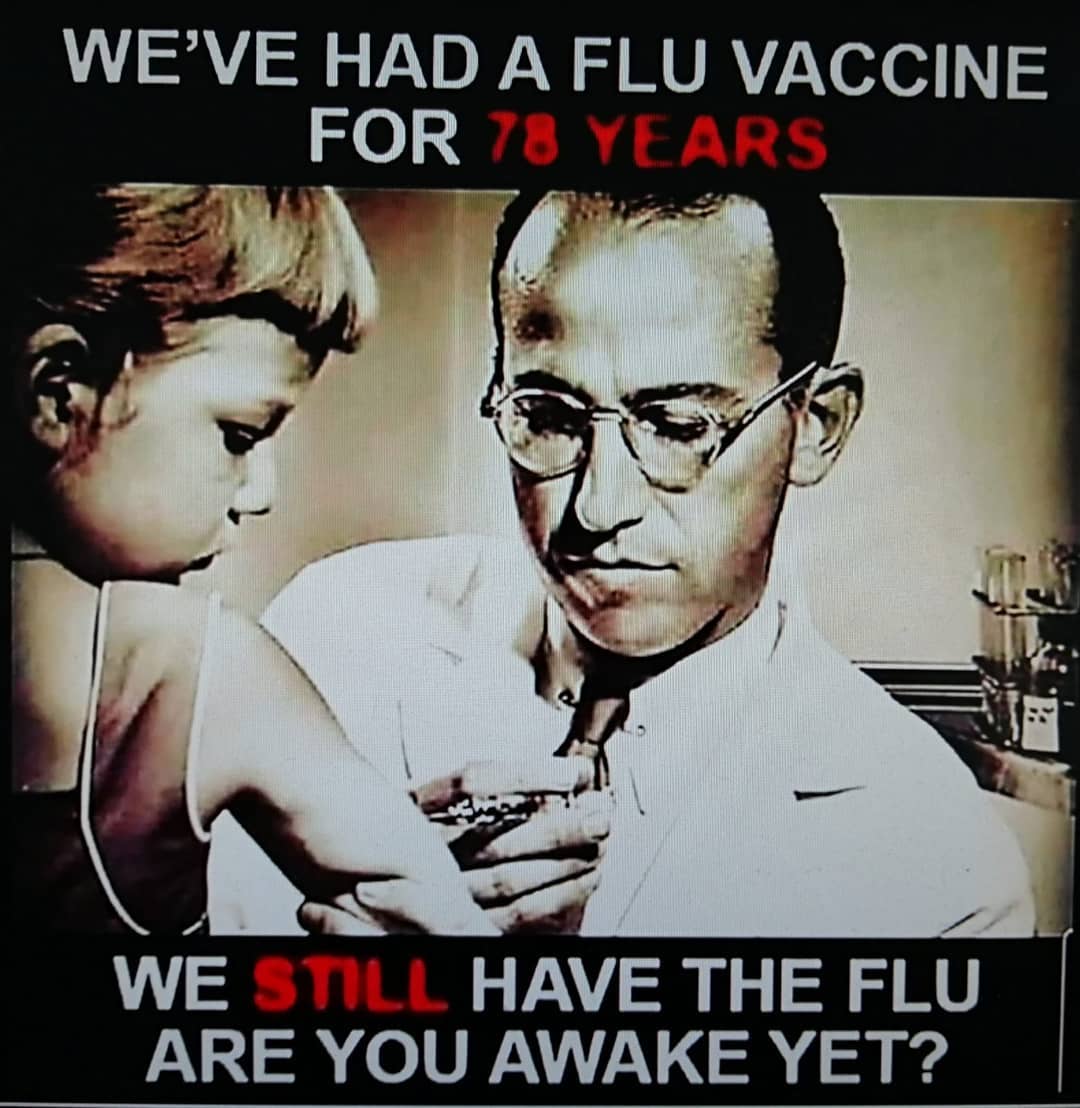 WE'VE HAD A FLU VACCINE
FOR 78 YEARS
WE STILL HAVE THE FLU
ARE YOU AWAKE YET?